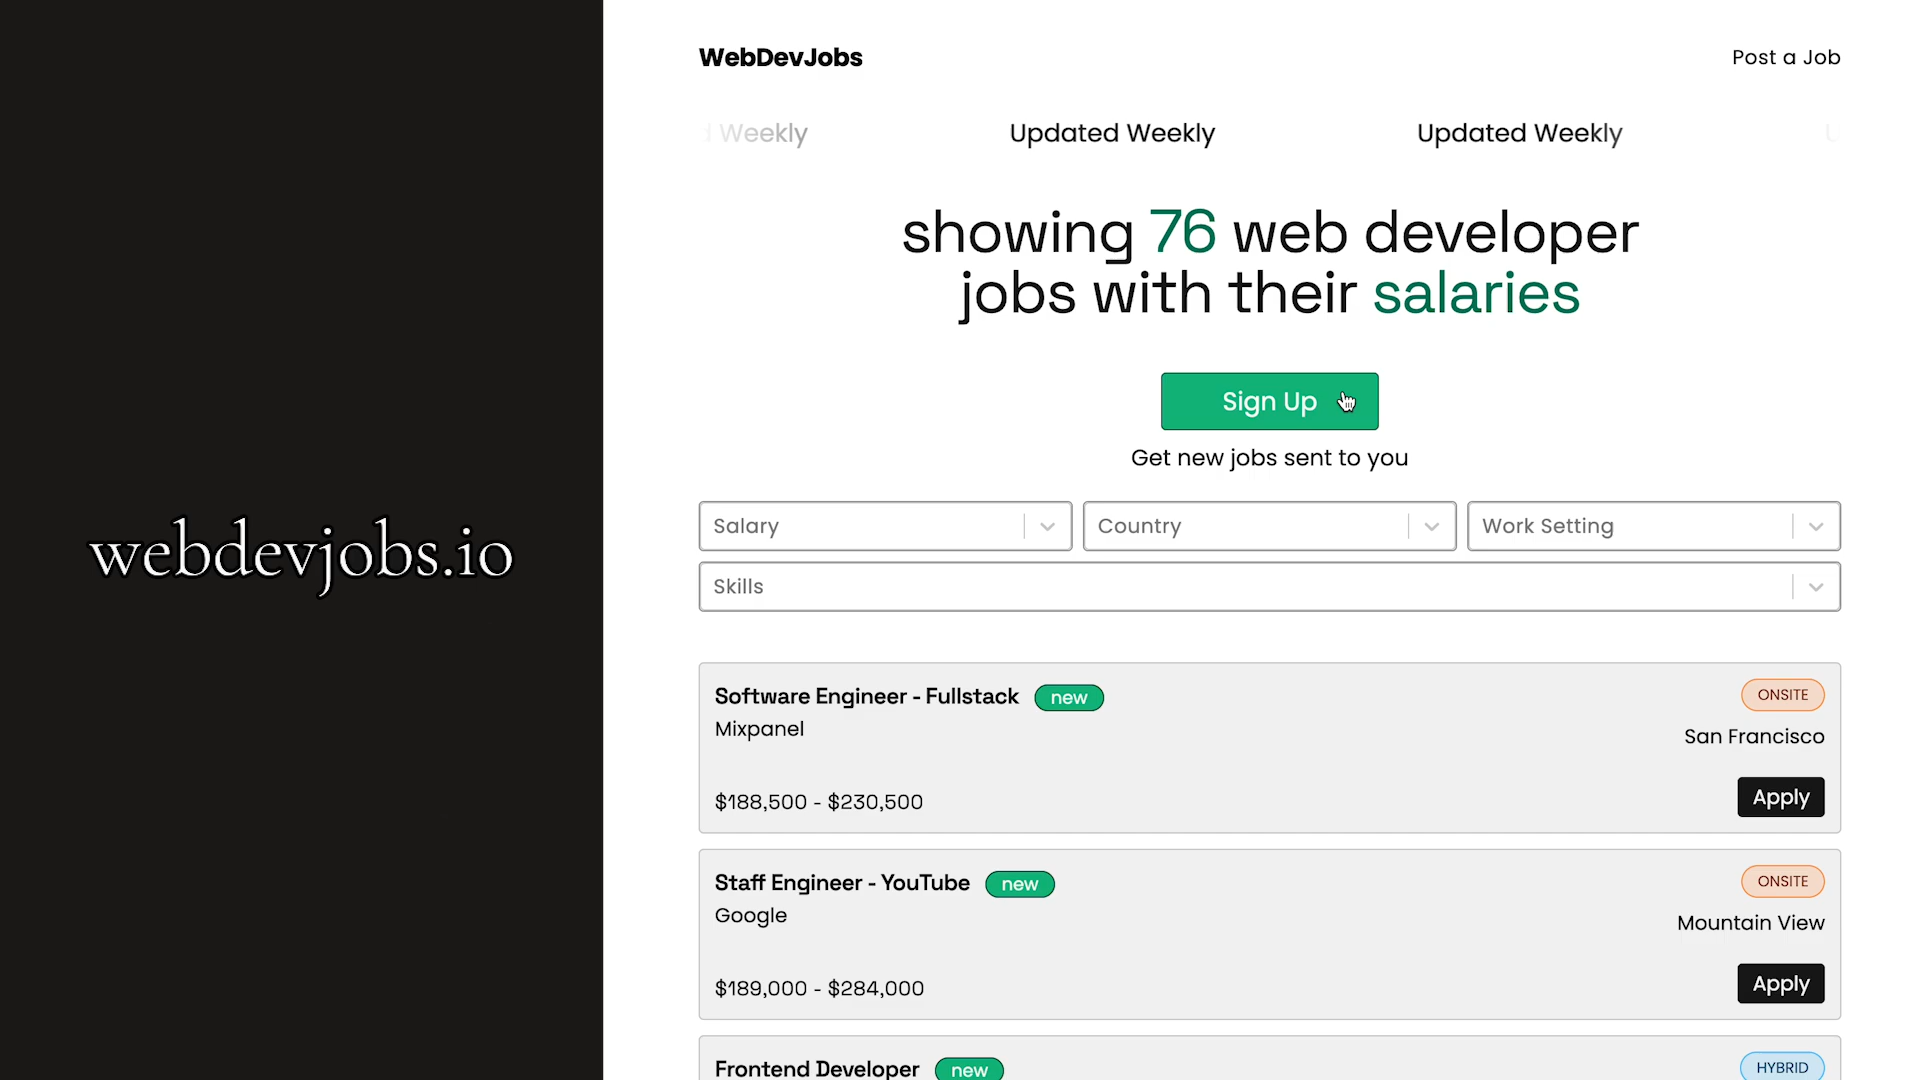 webdevjobs.io
WebDevJobs
Post a Job
Weekly
Updated Weekly
Updated Weekly
showing 76 web developer
jobs with their salaries
Sign Up
Get new jobs sent to you
Salary
Country
Work Setting
Skills
Software Engineer - Fullstack
new
ONSITE
Mixpanel
San Francisco
$188,500 - $230,500
Apply
Staff Engineer - YouTube
new
ONSITE
Google
Mountain View
$189,000 - $284,000
Apply
Frontend Developer
new
HYBRID